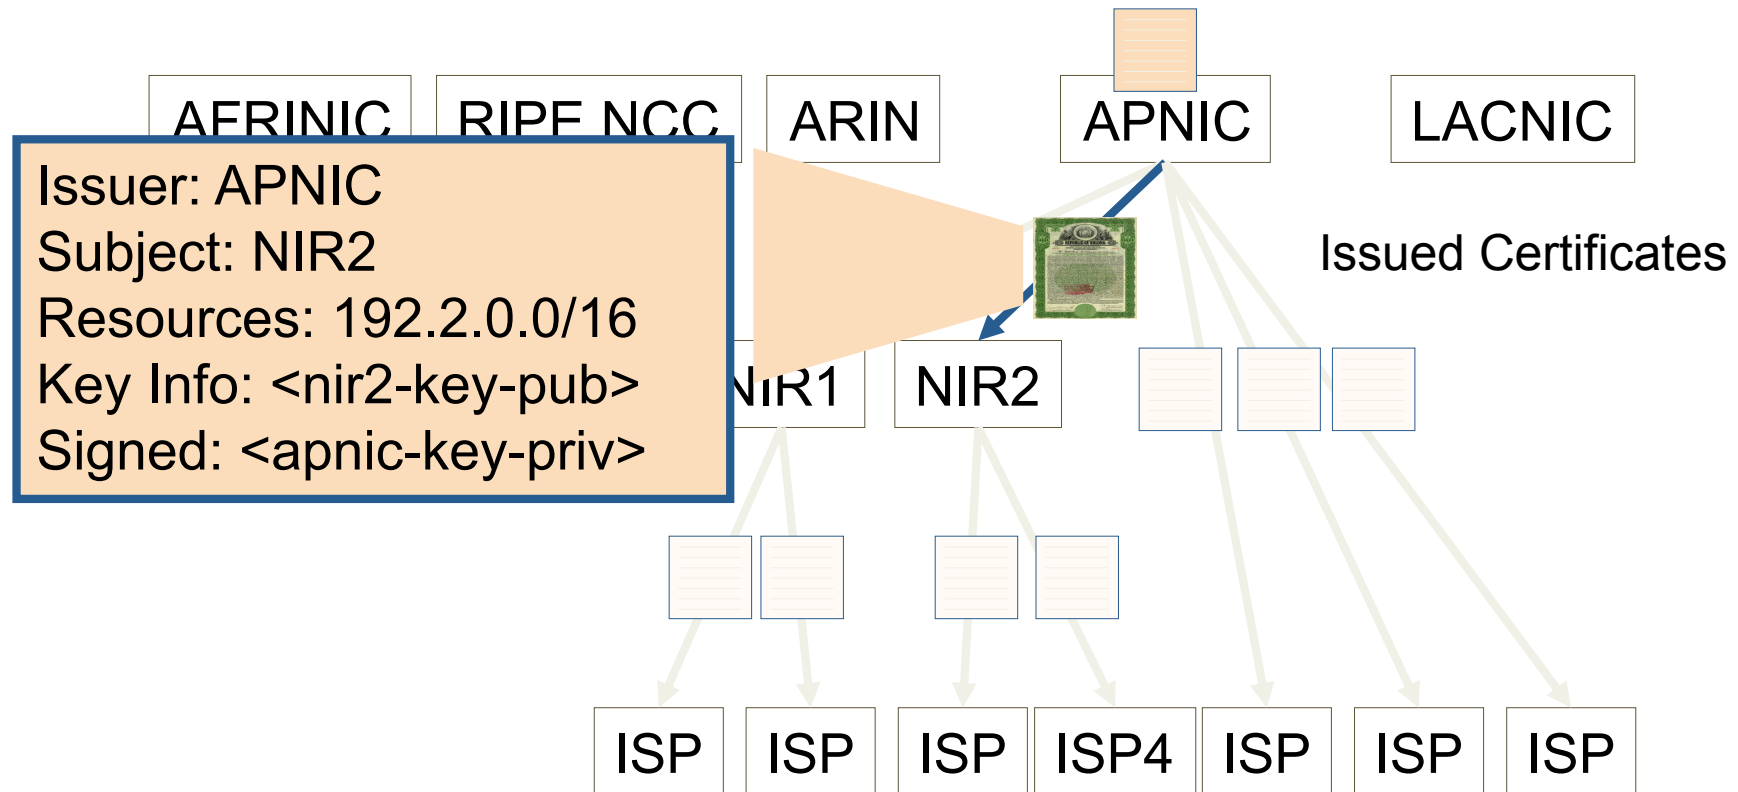 AFRINIC
RIPE NCC
ARIN
APNIC
LACNIC
Issuer: APNIC
Subject: NIR2
Resources: 192.2.0.0/16
Key Info: <nir2-key-pub>
Signed: <apnic-key-priv>
Issued Certificates
NIR1
NIR2
ISP
ISP
ISP
ISP4
ISP
ISP
ISP